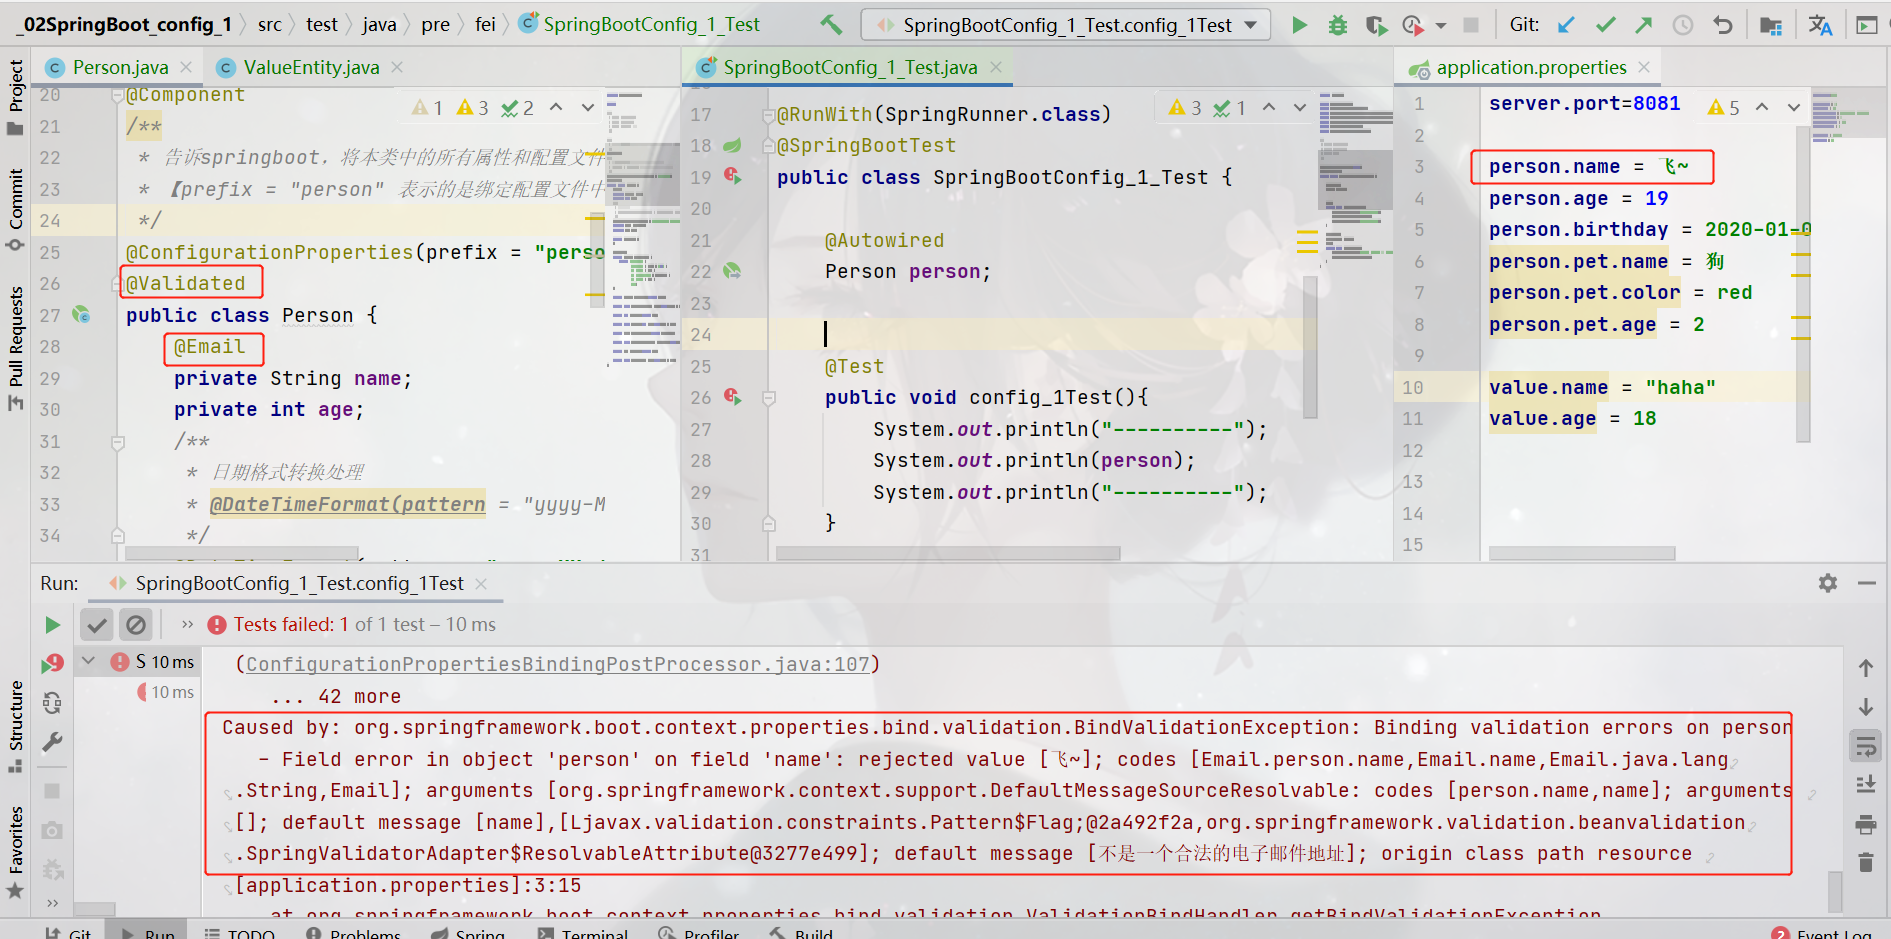 _02SpringBoot_config_1 src test java pre fei SpringBootConfig_1_Test SpringBootConfig_1_Test.config_1Test Git:
Project
Commit
Pull Requests
Structure
Favorites
Person.java
ValueEntity.java
1 3 2
20 @Component
21 /**
22 * 告诉springboot，将本类中的所有属性和配置文件
23 * 【prefix = "person" 表示的是绑定配置文件中
24 */
25 @ConfigurationProperties(prefix = "perso
26 @Validated
27 public class Person {
28 @Email
29 private String name;
30 private int age;
31 /**
32 * 日期格式转换处理
33 * @DateTimeFormat(pattern = "yyyy-M
34 */
SpringBootConfig_1_Test.java
3 1
17 @RunWith(SpringRunner.class)
18 @SpringBootTest
19 public class SpringBootConfig_1_Test {
20
21 @Autowired
22 Person person;
23
24
25 @Test
26 public void config_1Test(){
27 System.out.println("----------");
28 System.out.println(person);
29 System.out.println("----------");
30 }
31
application.properties
5
1 server.port=8081
2
3 person.name = 飞~
4 person.age = 19
5 person.birthday = 2020-01-0
6 person.pet.name = 狗
7 person.pet.color = red
8 person.pet.age = 2
9
10 value.name = "haha"
11 value.age = 18
12
13
14
15
Run: SpringBootConfig_1_Test.config_1Test
Tests failed: 1 of 1 test – 10 ms
S 10 ms
10 ms
(ConfigurationPropertiesBindingPostProcessor.java:107)
... 42 more
Caused by: org.springframework.boot.context.properties.bind.validation.BindValidationException: Binding validation errors on person
- Field error in object 'person' on field 'name': rejected value [飞~]; codes [Email.person.name,Email.name,Email.java.lang
.String,Email]; arguments [org.springframework.context.support.DefaultMessageSourceResolvable: codes [person.name,name]; arguments
[]; default message [name],[Ljavax.validation.constraints.Pattern$Flag;@2a492f2a,org.springframework.validation.beanvalidation
.SpringValidatorAdapter$ResolvableAttribute@3277e499]; default message [不是一个合法的电子邮件地址]; origin class path resource
[application.properties]:3:15
at org.springframework.boot.context.properties.bind.validation.ValidationBindHandler.getBindValidationException
Git Run TODO Problems Spring Terminal Profiler Build 2 Event Log